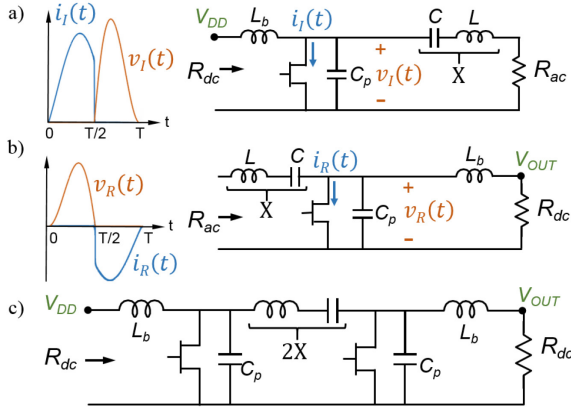 a) i_I(t) v_I(t) 0 T/2 T t
V_DD L_b i_I(t) C L
R_dc C_p + v_I(t) − X R_ac
b) v_R(t) i_R(t) 0 T/2 T t
L C i_R(t) L_b V_OUT
X R_ac C_p + v_R(t) − R_dc
c) V_DD L_b 2X L_b V_OUT
R_dc C_p C_p R_dc